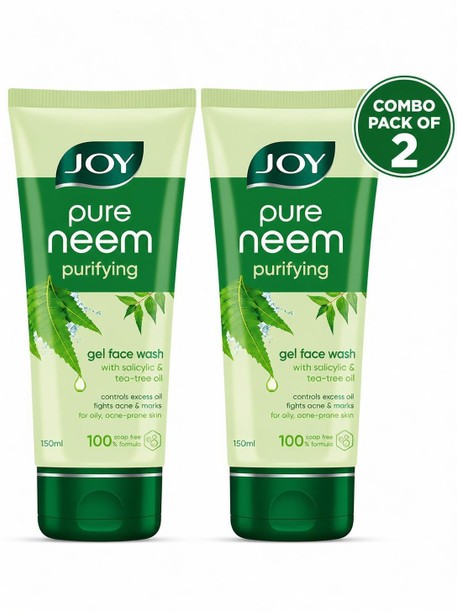 COMBO
PACK OF
2
JOY
pure
neem
purifying
gel face wash
with salicylic &
tea-tree oil
controls excess oil
fights acne & marks
for oily, acne-prone skin
150ml
100 soap free
% formula
JOY
pure
neem
purifying
gel face wash
with salicylic &
tea-tree oil
controls excess oil
fights acne & marks
for oily, acne-prone skin
150ml
100 soap free
% formula